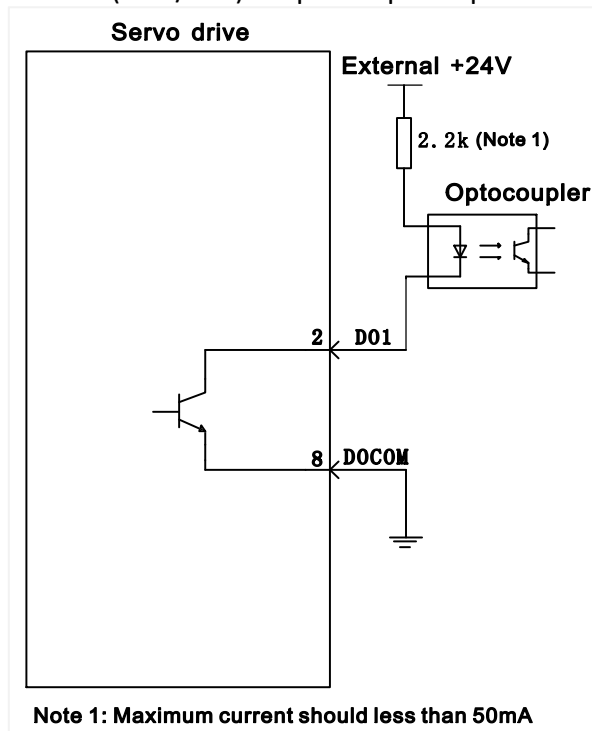 Servo drive
External +24V
2.2k (Note 1)
Optocoupler
2 DO1
8 DOCOM
Note 1: Maximum current should less than 50mA